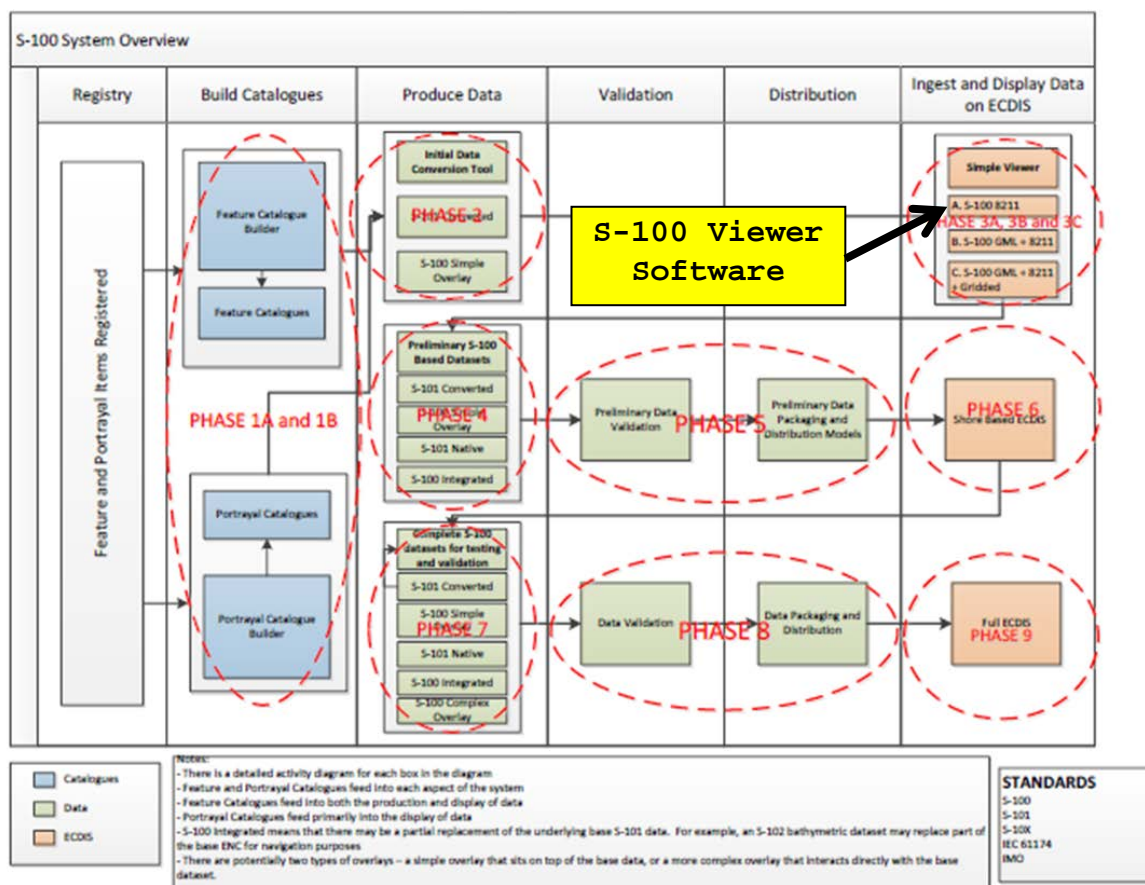 S-100 System Overview
Registry
Build Catalogues
Produce Data
Validation
Distribution
Ingest and Display Data
on ECDIS
Feature and Portrayal Items Registered
Feature Catalogue
Builder
Feature Catalogues
PHASE 1A and 1B
Portrayal Catalogues
Portrayal Catalogue
Builder
Initial Data
Conversion Tool
PHASE 2
S-100 Simple
Overlay
S-100 Viewer
Software
Simple Viewer
A. S-100 8211
PHASE 3A, 3B and 3C
B. S-100 GML + 8211
C. S-100 GML + 8211
+ Gridded
Preliminary S-100
Based Datasets
S-101 Converted
PHASE 4
Overlay
S-101 Native
S-100 Integrated
Preliminary Data
Validation
PHASE 5
Preliminary Data
Packaging and
Distribution Models
PHASE 6
Shore Based ECDIS
Complete S-100
datasets for testing
and validation
S-101 Converted
S-100 Simple
PHASE 7
S-101 Native
S-100 Integrated
S-100 Complex
Overlay
Data Validation
PHASE 8
Data Packaging and
Distribution
Full ECDIS
PHASE 9
Catalogues
Data
ECDIS
Notes:
- There is a detailed activity diagram for each box in the diagram
- Feature and Portrayal Catalogues feed into each aspect of the system
- Feature Catalogues feed into both the production and display of data
- Portrayal Catalogues feed primarily into the display of data
- S-100 Integrated means that there may be a partial replacement of the underlying base S-101 data. For example, an S-102 bathymetric dataset may replace part of
the base ENC for navigation purposes
- There are potentially two types of overlays – a simple overlay that sits on top of the base data, or a more complex overlay that interacts directly with the base
dataset.
STANDARDS
S-100
S-101
S-10X
IEC 61174
IMO